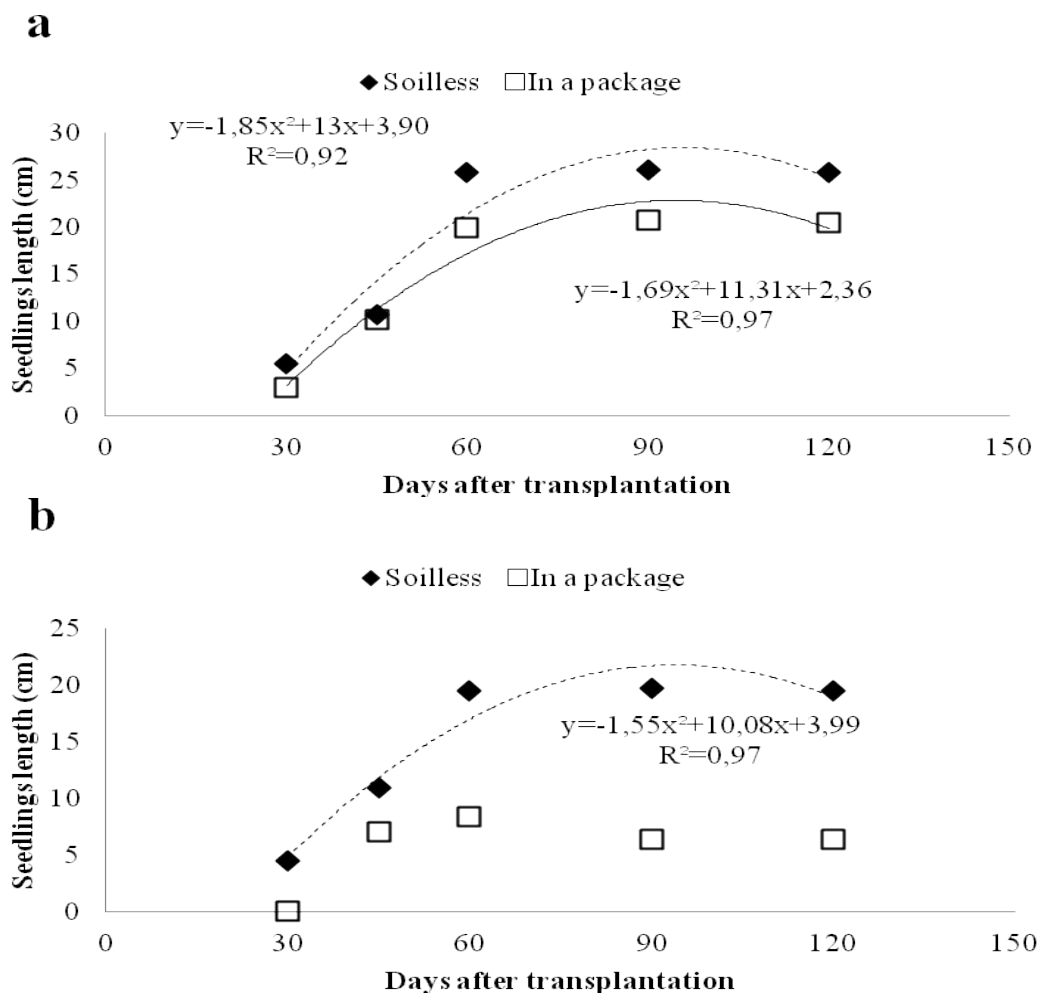 a
◆Soilless □In a package
y=-1,85x²+13x+3,90
R²=0,92
30
25
20
15
10
5
0
Seedlings length (cm)
y=-1,69x²+11,31x+2,36
R²=0,97
0 30 60 90 120 150
Days after transplantation
b
◆Soilless □In a package
25
20
15
10
5
0
Seedlings length (cm)
y=-1,55x²+10,08x+3,99
R²=0,97
0 30 60 90 120 150
Days after transplantation